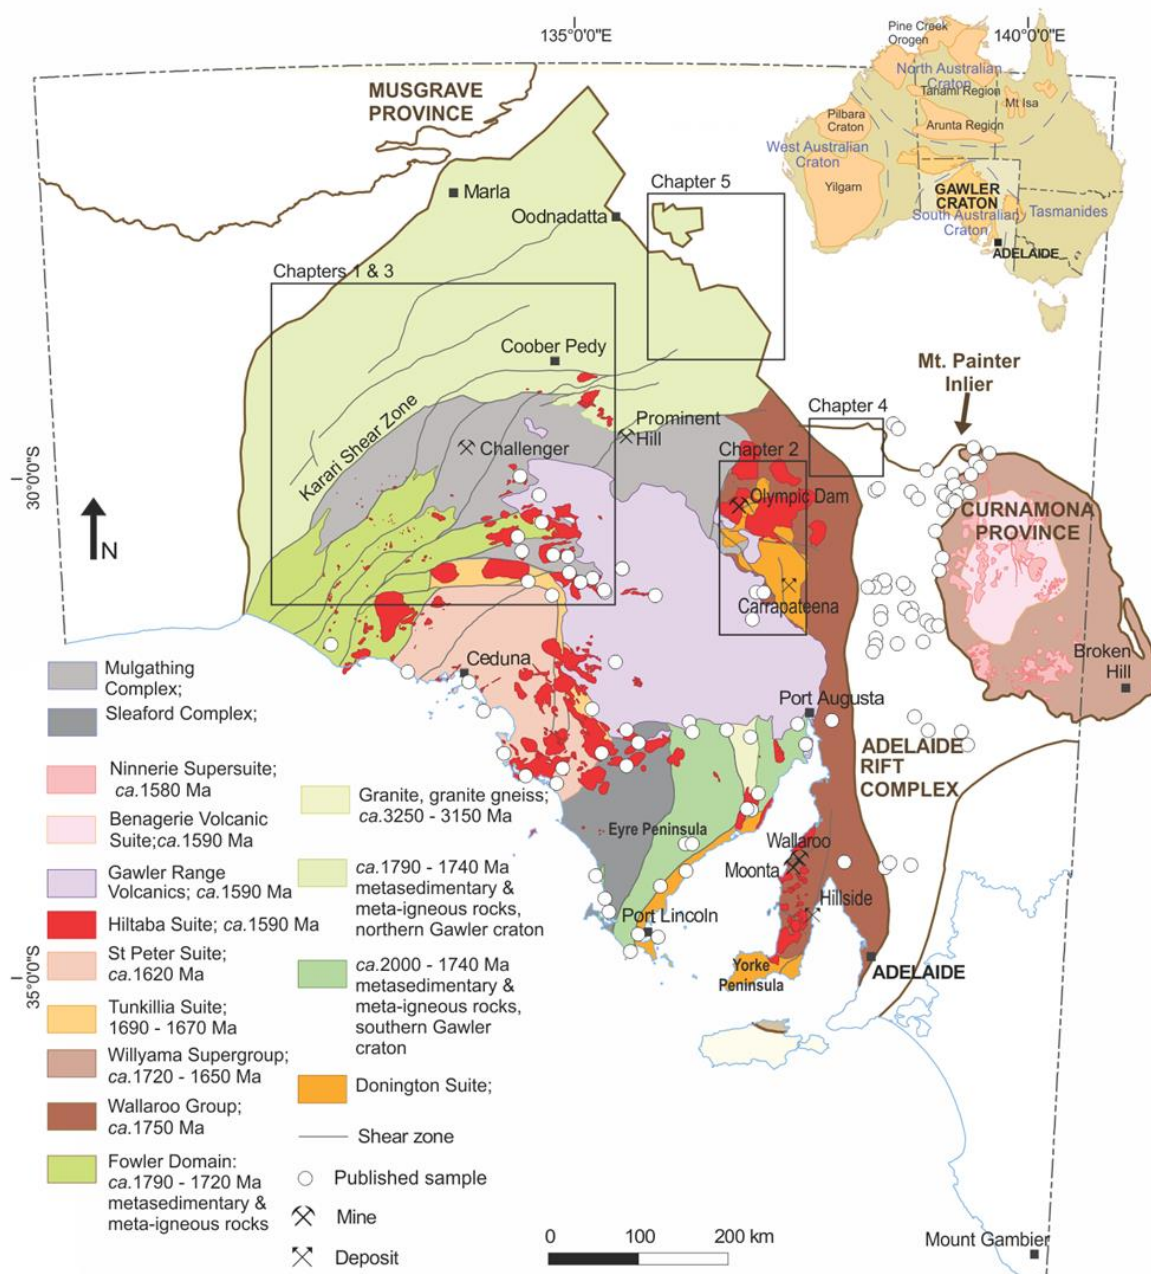 135°0'0"E
140°0'0"E
Pine Creek
Orogen
North Australian
Craton
Tanami Region
Mt Isa
Pilbara
Craton
Arunta Region
West Australian
Craton
Yilgarn
GAWLER
CRATON
South Australian
Craton
Tasmanides
ADELAIDE
MUSGRAVE
PROVINCE
Marla
Oodnadatta
Chapter 5
Chapters 1 & 3
Coober Pedy
Mt. Painter
Inlier
Karari Shear Zone
Challenger
Prominent
Hill
Chapter 4
Chapter 2
Olympic Dam
CURNAMONA
PROVINCE
30°0'0"S
N
Carrapateena
Broken
Hill
Ceduna
Port Augusta
ADELAIDE
RIFT
COMPLEX
Eyre Peninsula
Wallaroo
Moonta
Hillside
Port Lincoln
Yorke
Peninsula
ADELAIDE
35°0'0"S
Mount Gambier
Mulgathing
Complex;
Sleaford Complex;
Ninnerie Supersuite;
ca.1580 Ma
Benagerie Volcanic
Suite;ca.1590 Ma
Gawler Range
Volcanics; ca.1590 Ma
Hiltaba Suite; ca.1590 Ma
St Peter Suite;
ca.1620 Ma
Tunkillia Suite;
1690 - 1670 Ma
Willyama Supergroup;
ca.1720 - 1650 Ma
Wallaroo Group;
ca.1750 Ma
Fowler Domain:
ca.1790 - 1720 Ma
metasedimentary &
meta-igneous rocks
Granite, granite gneiss;
ca.3250 - 3150 Ma
ca.1790 - 1740 Ma
metasedimentary &
meta-igneous rocks,
northern Gawler craton
ca.2000 - 1740 Ma
metasedimentary &
meta-igneous rocks,
southern Gawler
craton
Donington Suite;
Shear zone
Published sample
Mine
Deposit
0 100 200 km